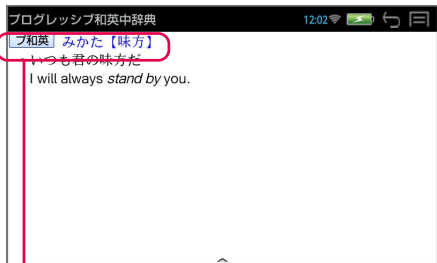 プログレッシブ和英中辞典 12:02
プ和英 みかた【味方】
いつも君の味方だ
I will always stand by you.